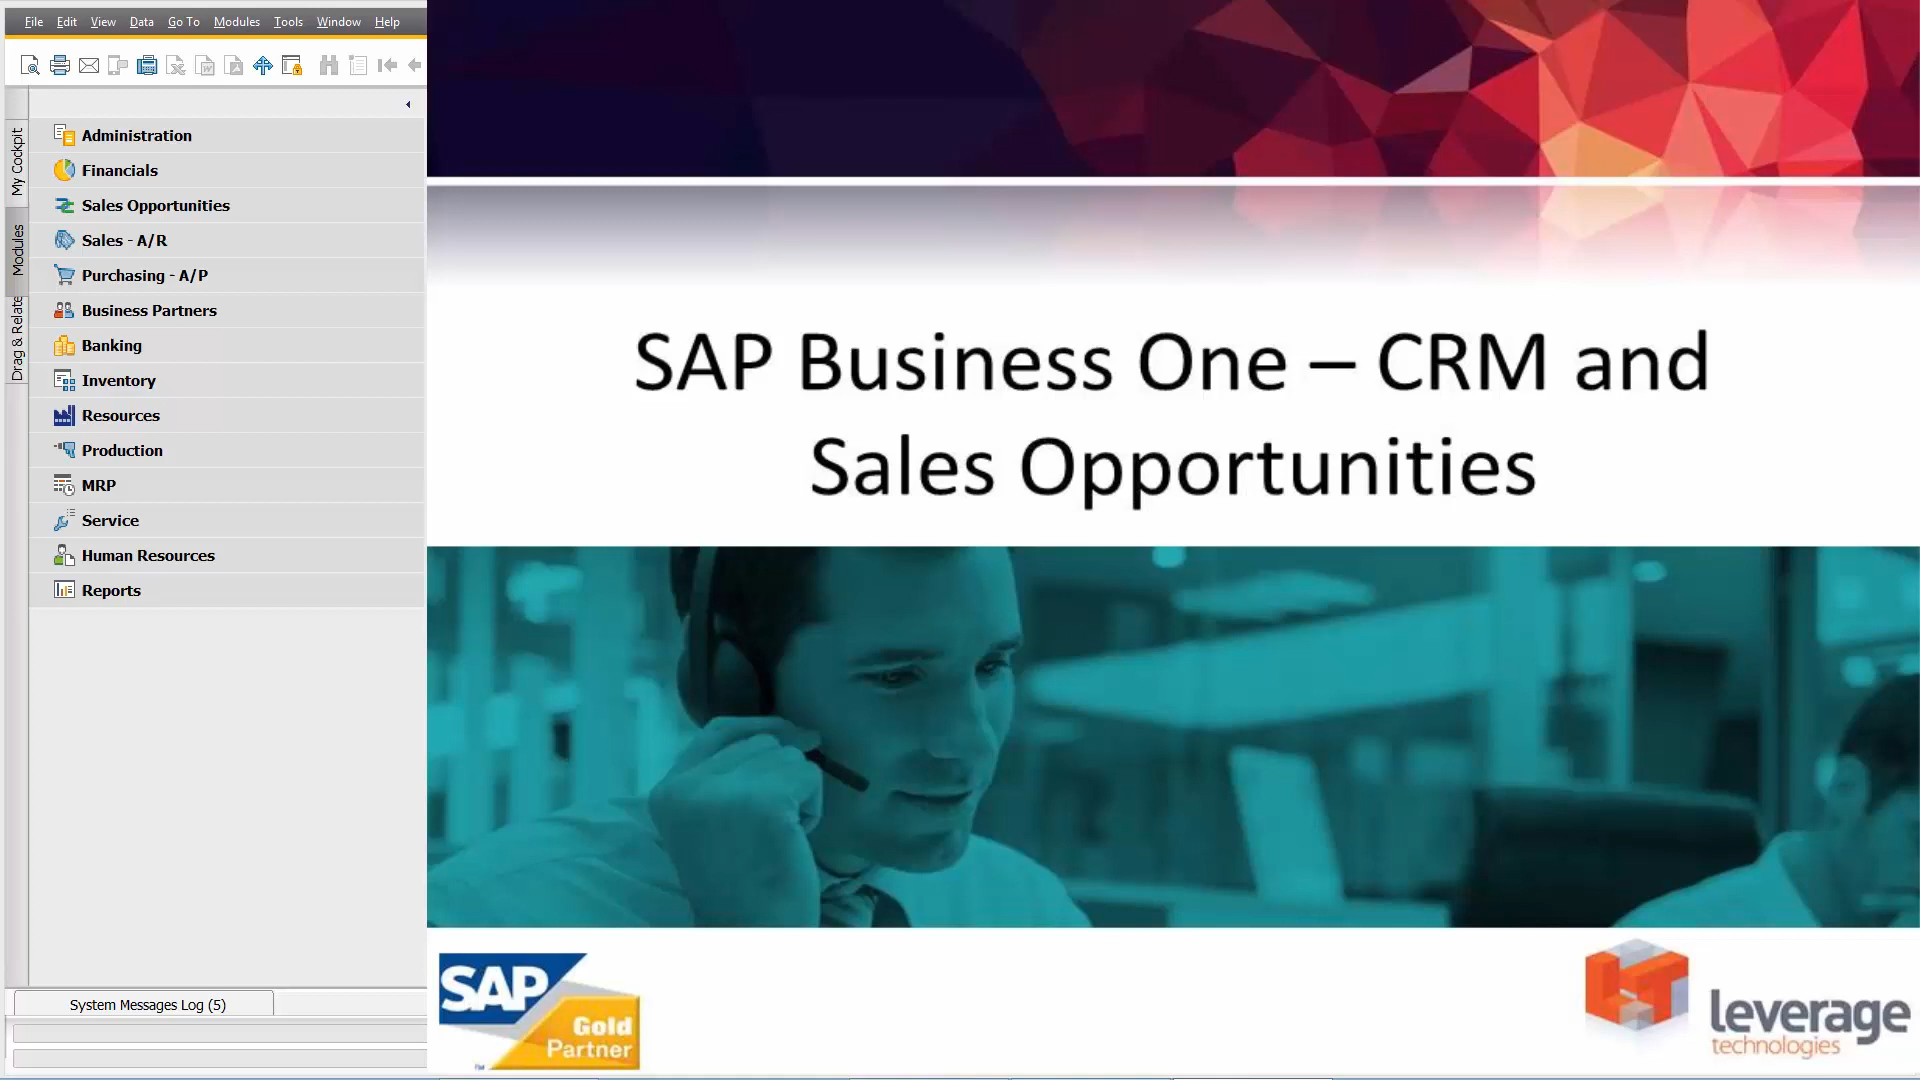 File Edit View Data Go To Modules Tools Window Help
My Cockpit
Modules
Drag & Relate
Administration
Financials
Sales Opportunities
Sales - A/R
Purchasing - A/P
Business Partners
Banking
Inventory
Resources
Production
MRP
Service
Human Resources
Reports
System Messages Log (5)
SAP Business One – CRM and
Sales Opportunities
SAP
Gold
Partner
leverage
technologies